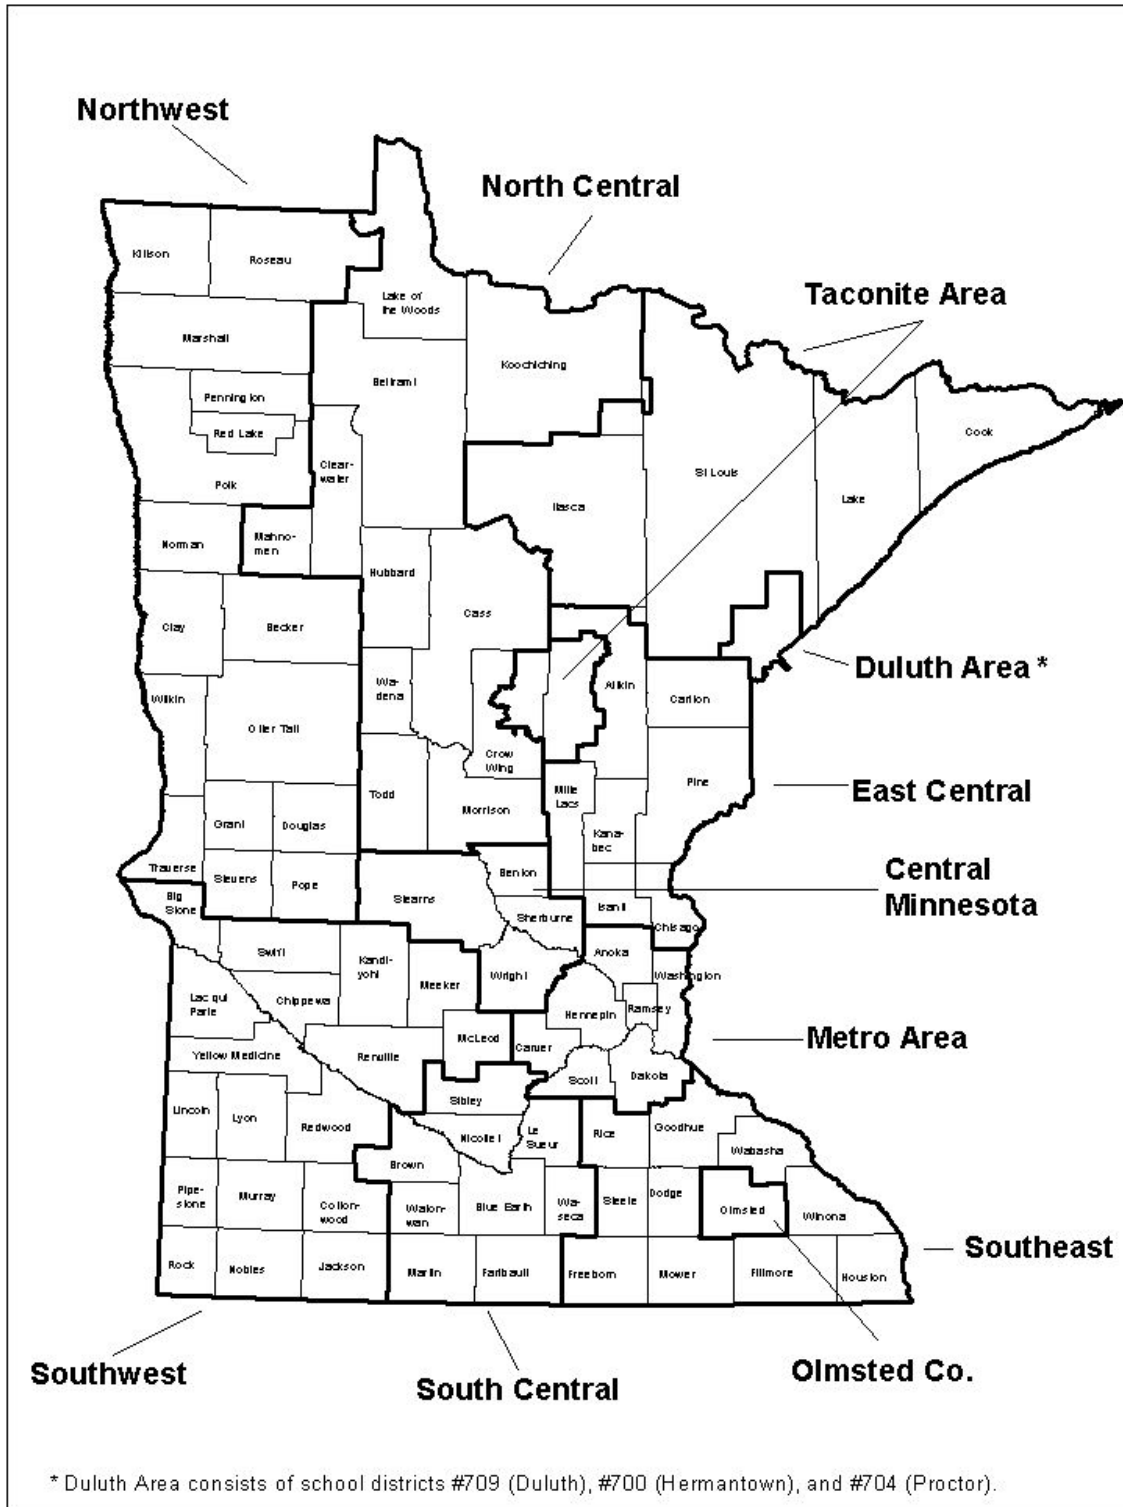 Northwest
North Central
Taconite Area
Kittson
Roseau
Lake of
the Woods
Marshall
Koochiching
Beltrami
Pennington
Red Lake
Cook
Clear-
water
St Louis
Polk
Lake
Itasca
Norman
Mahno-
men
Hubbard
Cass
Clay
Becker
Duluth Area *
Wa-
dena
Aitkin
Carlton
Wilkin
Otter Tail
Crow
Wing
Pine
East Central
Mille
Lacs
Todd
Morrison
Grant
Douglas
Kana-
bec
Traverse
Stevens
Pope
Benton
Central
Minnesota
Big
Stone
Stearns
Sherburne
Isanti
Chisago
Swift
Kandi-
yohi
Anoka
Washington
Wright
Meeker
Lac qui
Parle
Chippewa
Hennepin
Ramsey
McLeod
Carver
Metro Area
Yellow Medicine
Renville
Scott
Dakota
Sibley
Lincoln
Lyon
Redwood
Nicollet
Le
Sueur
Rice
Goodhue
Wabasha
Brown
Pipe-
stone
Murray
Cotton-
wood
Waton-
wan
Blue Earth
Wa-
seca
Steele
Dodge
Olmsted
Winona
Southeast
Rock
Nobles
Jackson
Martin
Faribault
Freeborn
Mower
Fillmore
Houston
Southwest
South Central
Olmsted Co.
* Duluth Area consists of school districts #709 (Duluth), #700 (Hermantown), and #704 (Proctor).